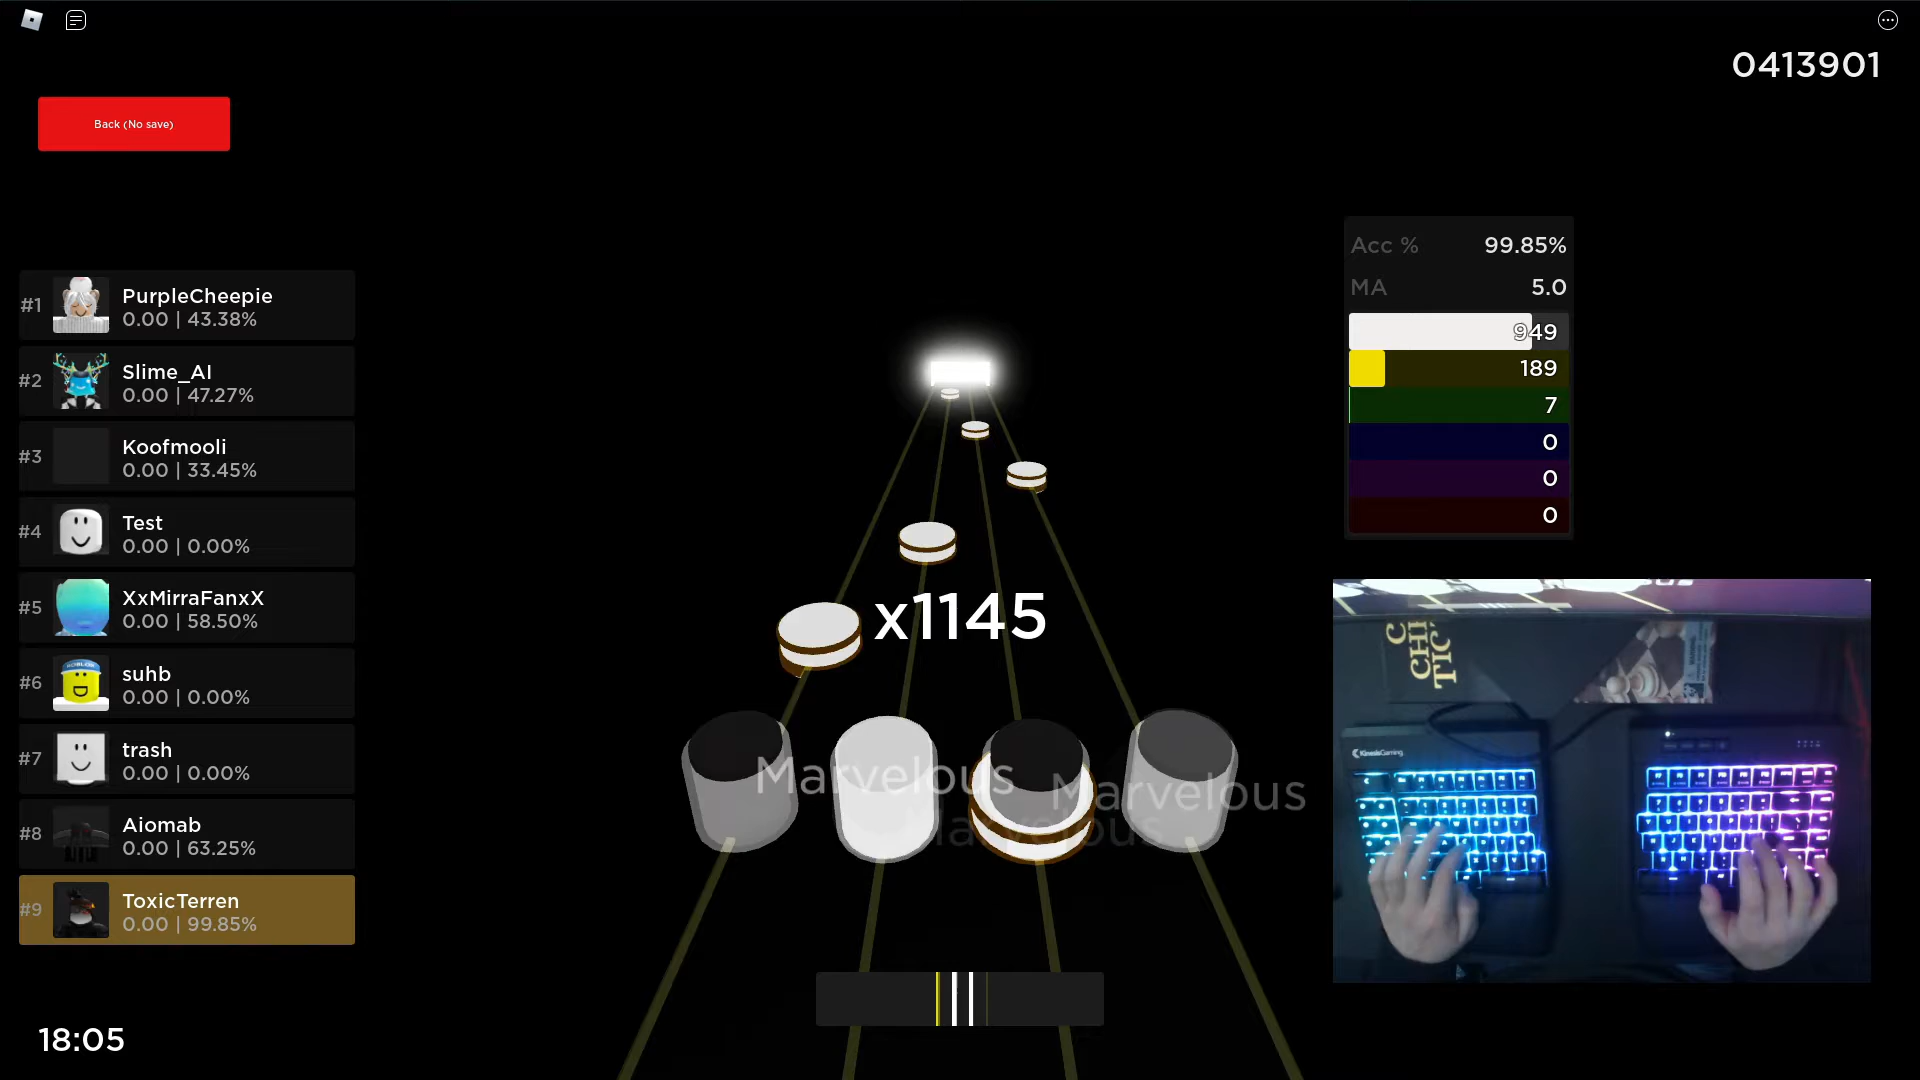 0413901
Back (No save)
#1
PurpleCheepie
0.00 | 43.38%
#2
Slime_AI
0.00 | 47.27%
#3
Koofmooli
0.00 | 33.45%
#4
Test
0.00 | 0.00%
#5
XxMirraFanxX
0.00 | 58.50%
#6
suhb
0.00 | 0.00%
#7
trash
0.00 | 0.00%
#8
Aiomab
0.00 | 63.25%
#9
ToxicTerren
0.00 | 99.85%
18:05
x1145
Marvelous
Marvelous
Marvelous
Acc % 99.85%
MA 5.0
949
189
7
0
0
0
KinesisGaming